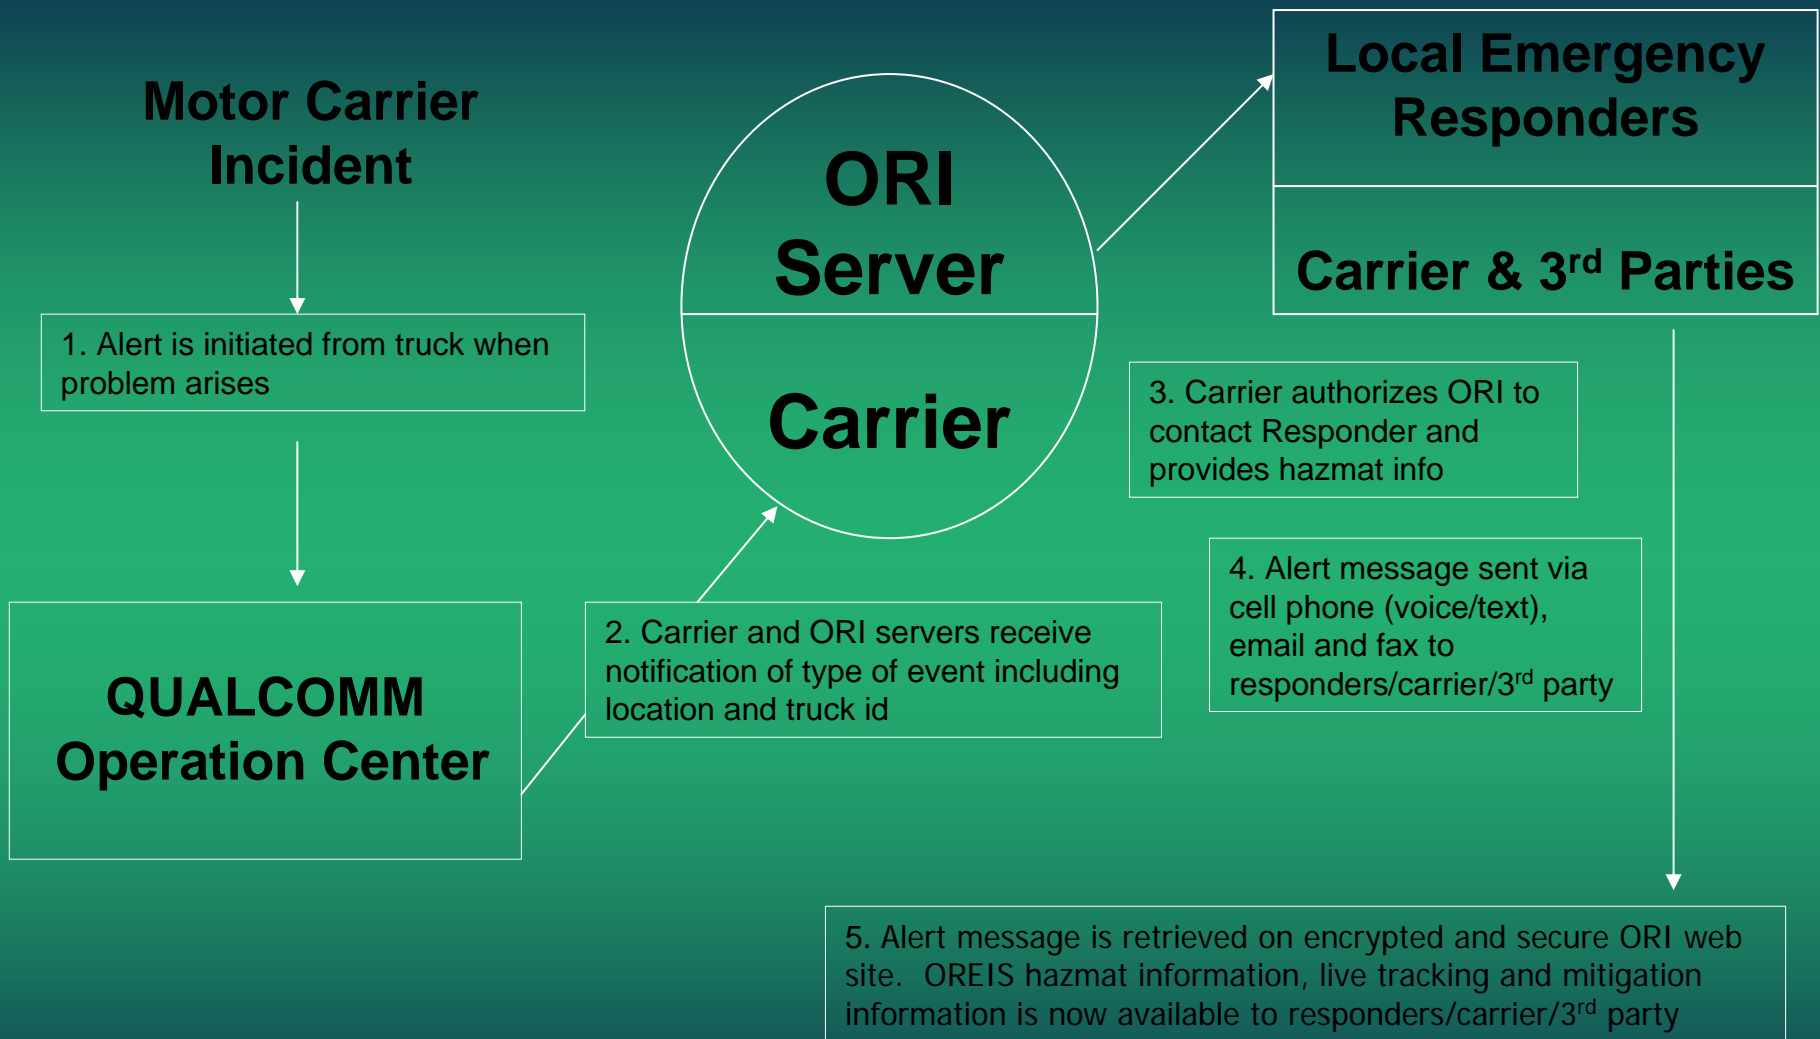 Motor Carrier
Incident
1. Alert is initiated from truck when
problem arises
QUALCOMM
Operation Center
2. Carrier and ORI servers receive
notification of type of event including
location and truck id
ORI
Server
Carrier
Local Emergency
Responders
Carrier & 3rd Parties
3. Carrier authorizes ORI to
contact Responder and
provides hazmat info
4. Alert message sent via
cell phone (voice/text),
email and fax to
responders/carrier/3rd party
5. Alert message is retrieved on encrypted and secure ORI web
site.  OREIS hazmat information, live tracking and mitigation
information is now available to responders/carrier/3rd party